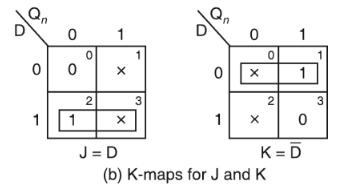 Qn Qn
D 0 1 D 0 1
0 0 0 × 1 0 × 0 1 1
1 1 2 × 3 1 × 2 0 3
J = D K = D̅
(b) K-maps for J and K